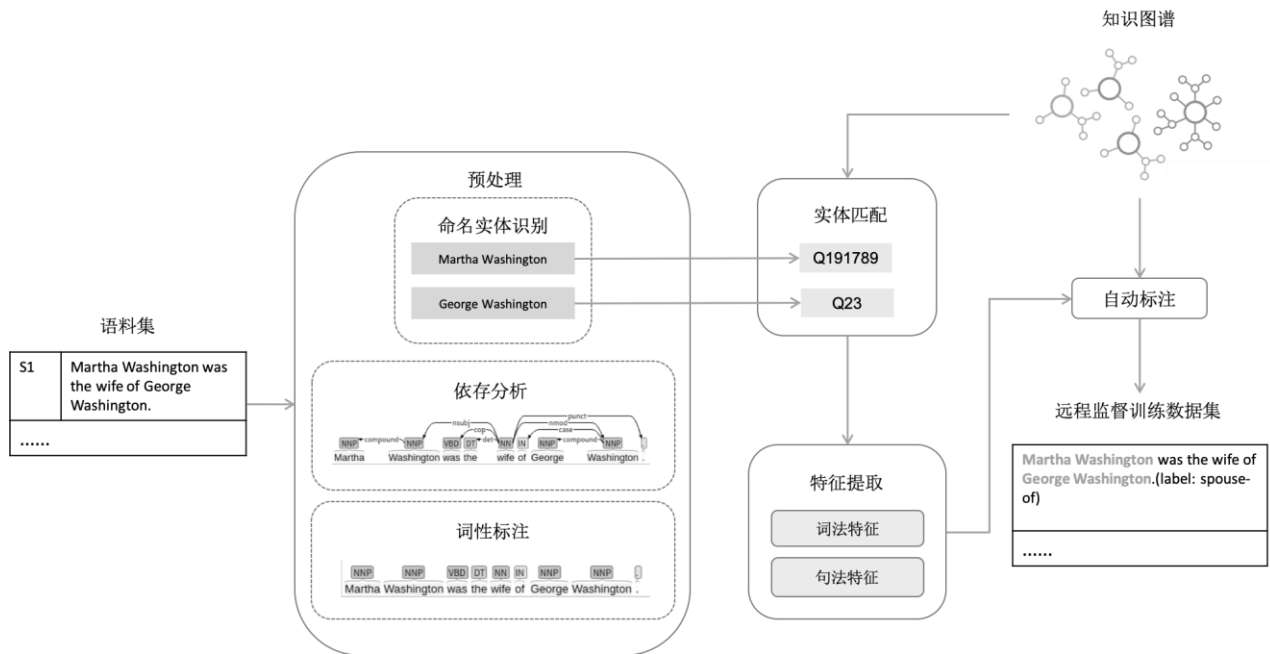 知识图谱
预处理
命名实体识别
Martha Washington
George Washington
实体匹配
Q191789
Q23
自动标注
语料集
S1
Martha Washington was
the wife of George
Washington.
......
依存分析
punct
nsubj
nmod
cop
case
NNP compound NNP VBD DT det NN IN NNP compound NNP .
Martha Washington was the wife of George Washington .
词性标注
NNP NNP VBD DT NN IN NNP NNP .
Martha Washington was the wife of George Washington .
特征提取
词法特征
句法特征
远程监督训练数据集
Martha Washington was the wife of
George Washington.(label: spouse-
of)
......